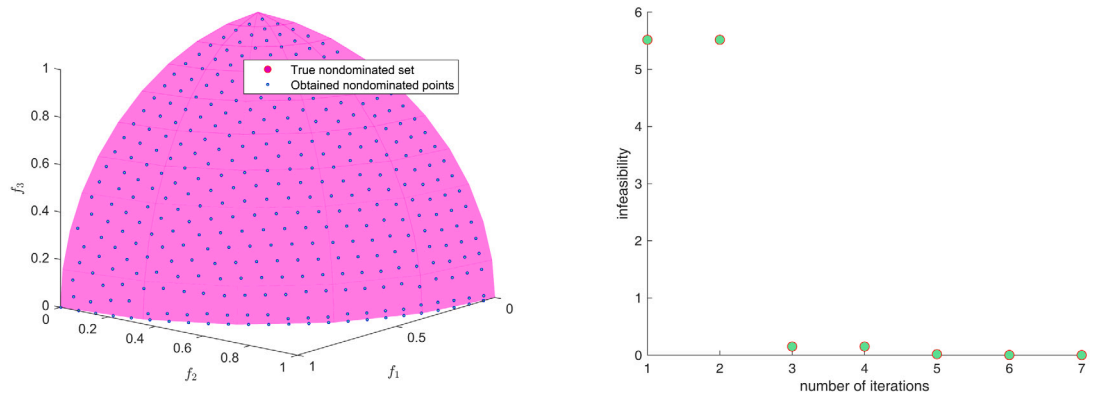 True nondominated set
Obtained nondominated points
1
0.8
0.6
0.4
0.2
0
f3
0
0.2
0.4
0.6
0.8
1
f2
1
0.5
0
f1
6
5
4
3
2
1
0
infeasibility
1 2 3 4 5 6 7
number of iterations